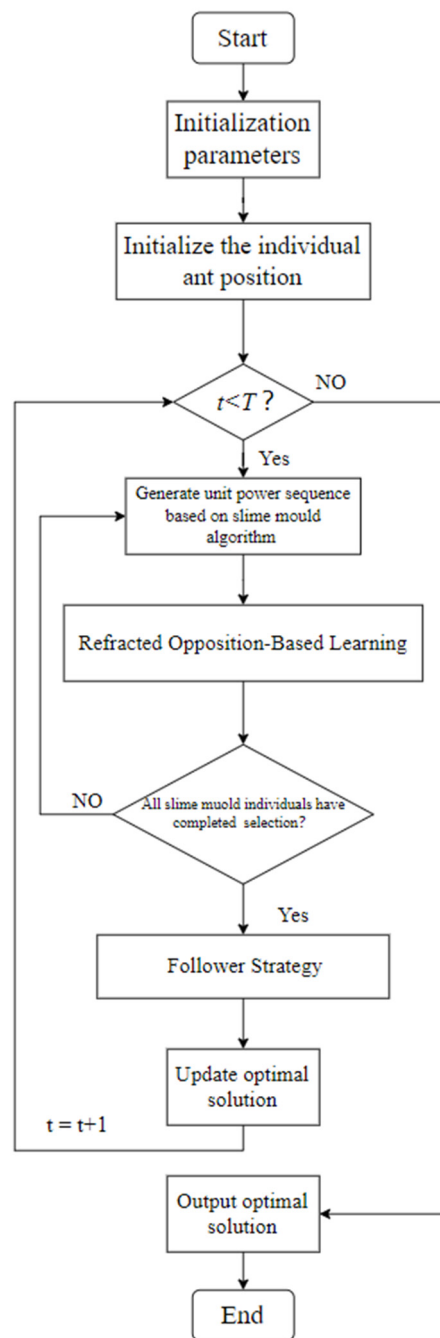 Start
Initialization
parameters
Initialize the individual
ant position
t<T ?
NO
Yes
Generate unit power sequence
based on slime mould
algorithm
Refracted Opposition-Based Learning
NO
All slime muold individuals have
completed selection?
Yes
Follower Strategy
Update optimal
solution
t = t+1
Output optimal
solution
End